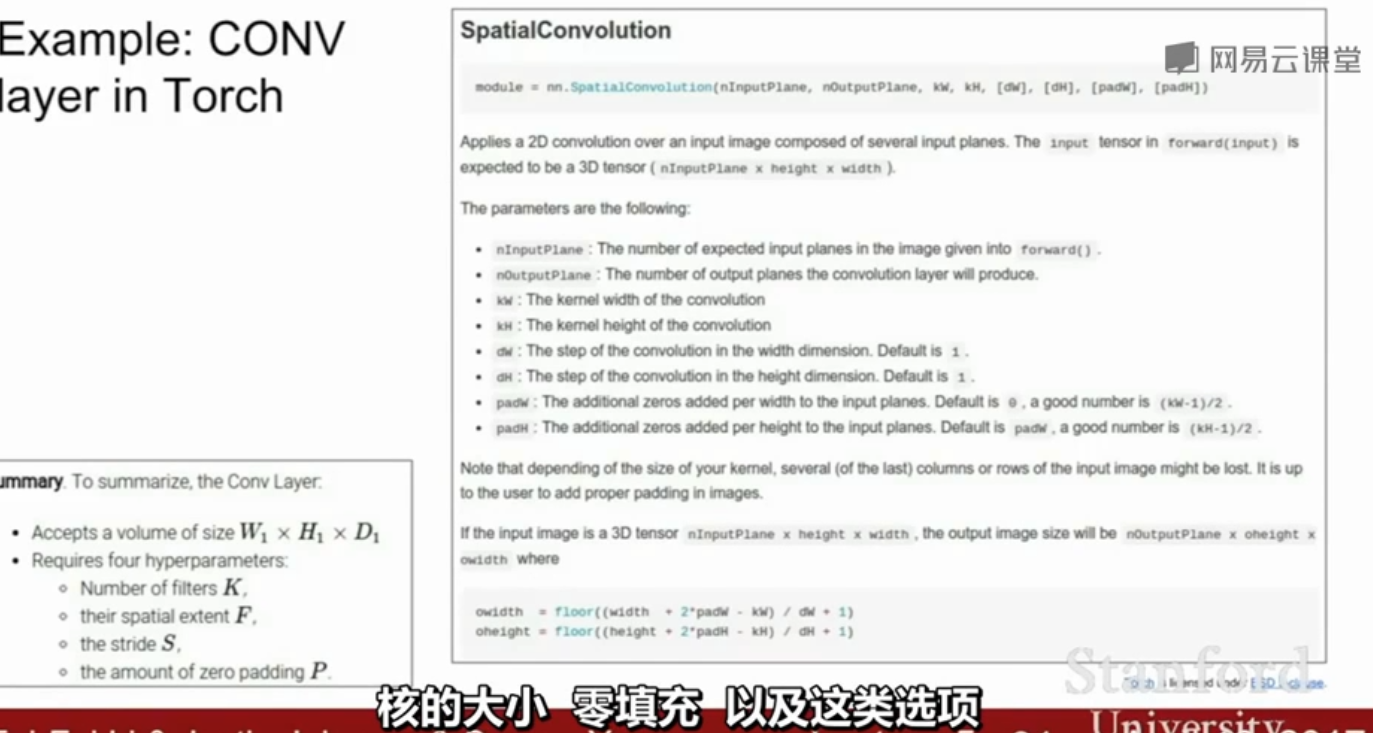 Example: CONV
layer in Torch
SpatialConvolution
网易云课堂
module = nn.SpatialConvolution(nInputPlane, nOutputPlane, kW, kH, [dW], [dH], [padW], [padH])
Applies a 2D convolution over an input image composed of several input planes. The input tensor in forward(input) is
expected to be a 3D tensor ( nInputPlane x height x width ).
The parameters are the following:
• nInputPlane : The number of expected input planes in the image given into forward() .
• nOutputPlane : The number of output planes the convolution layer will produce.
• kW : The kernel width of the convolution
• kH : The kernel height of the convolution
• dW : The step of the convolution in the width dimension. Default is 1 .
• dH : The step of the convolution in the height dimension. Default is 1 .
• padW : The additional zeros added per width to the input planes. Default is 0 , a good number is (kW-1)/2 .
• padH : The additional zeros added per height to the input planes. Default is padW , a good number is (kH-1)/2 .
Note that depending of the size of your kernel, several (of the last) columns or rows of the input image might be lost. It is up
to the user to add proper padding in images.
If the input image is a 3D tensor nInputPlane x height x width , the output image size will be nOutputPlane x oheight x
owidth where
owidth = floor((width + 2*padW - kW) / dW + 1)
oheight = floor((height + 2*padH - kH) / dH + 1)
ummary. To summarize, the Conv Layer:
• Accepts a volume of size W₁ × H₁ × D₁
• Requires four hyperparameters:
◦ Number of filters K,
◦ their spatial extent F,
◦ the stride S,
◦ the amount of zero padding P.
Stanford
Torch is licensed under BSD License.
核的大小 零填充 以及这类选项
University